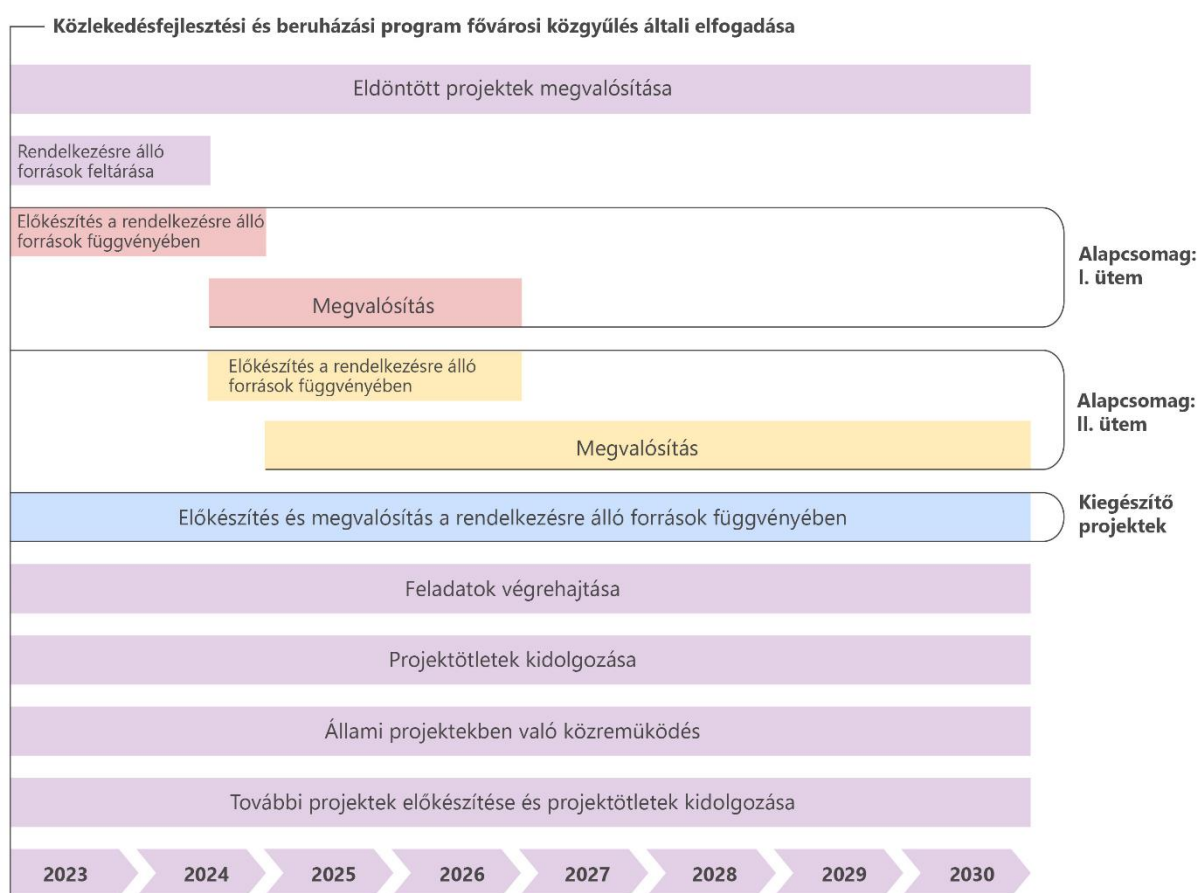 Közlekedésfejlesztési és beruházási program fővárosi közgyűlés általi elfogadása
Eldöntött projektek megvalósítása
Rendelkezésre álló
források feltárása
Előkészítés a rendelkezésre álló
források függvényében
Megvalósítás
Alapcsomag:
I. ütem
Előkészítés a rendelkezésre álló
források függvényében
Megvalósítás
Alapcsomag:
II. ütem
Előkészítés és megvalósítás a rendelkezésre álló források függvényében
Kiegészítő
projektek
Feladatok végrehajtása
Projektötletek kidolgozása
Állami projektekben való közreműködés
További projektek előkészítése és projektötletek kidolgozása
2023 2024 2025 2026 2027 2028 2029 2030